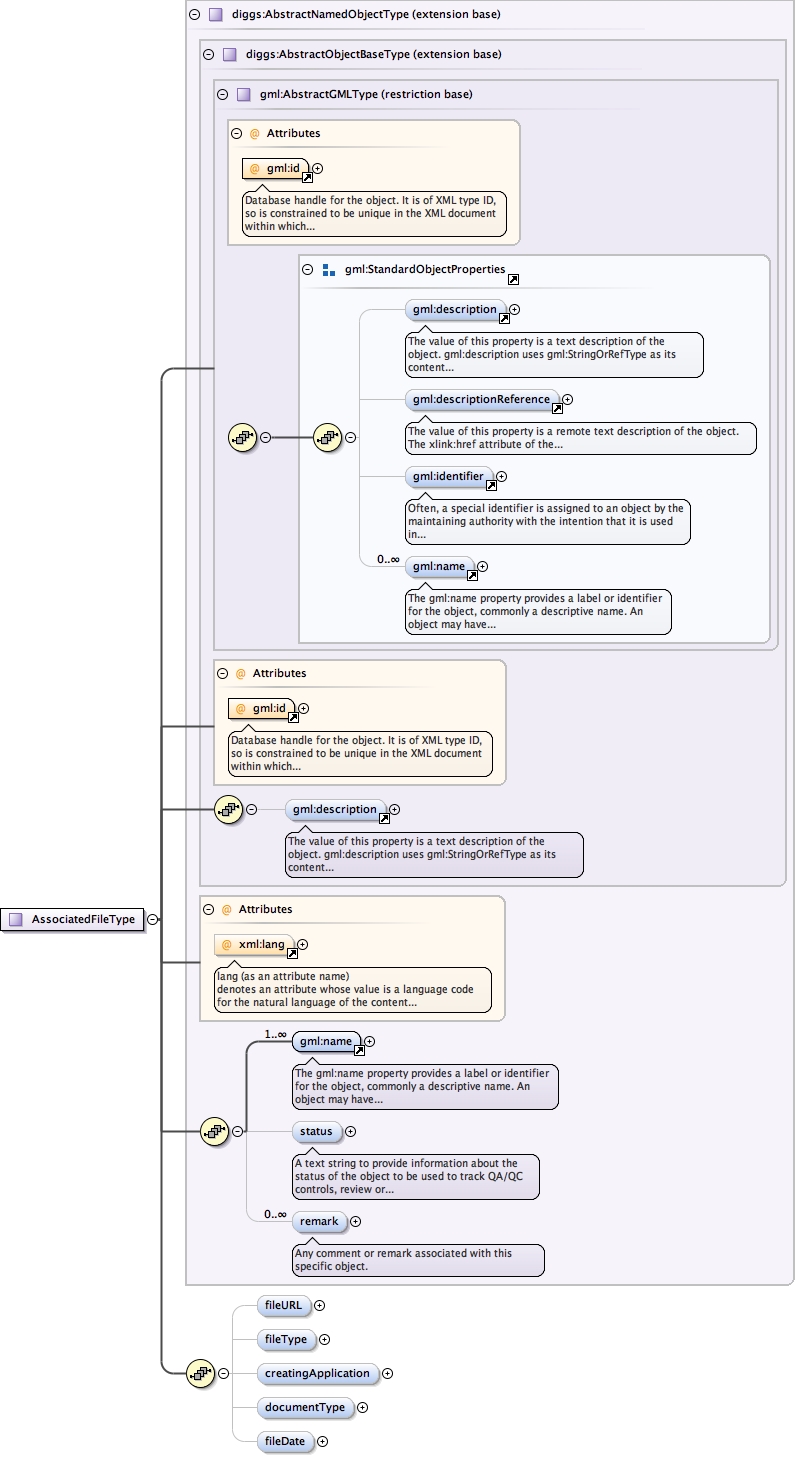 diggs:AbstractNamedObjectType (extension base)
diggs:AbstractObjectBaseType (extension base)
gml:AbstractGMLType (restriction base)
@ Attributes
@ gml:id
Database handle for the object. It is of XML type ID,
so is constrained to be unique in the XML document
within which...
gml:StandardObjectProperties
gml:description
The value of this property is a text description of the
object. gml:description uses gml:StringOrRefType as its
content...
gml:descriptionReference
The value of this property is a remote text description of the object.
The xlink:href attribute of the...
gml:identifier
Often, a special identifier is assigned to an object by the
maintaining authority with the intention that it is used
in...
0..∞
gml:name
The gml:name property provides a label or identifier
for the object, commonly a descriptive name. An
object may have...
@ Attributes
@ gml:id
Database handle for the object. It is of XML type ID,
so is constrained to be unique in the XML document
within which...
gml:description
The value of this property is a text description of the
object. gml:description uses gml:StringOrRefType as its
content...
AssociatedFileType
@ Attributes
@ xml:lang
lang (as an attribute name)
denotes an attribute whose value is a language code
for the natural language of the content...
1..∞
gml:name
The gml:name property provides a label or identifier
for the object, commonly a descriptive name. An
object may have...
status
A text string to provide information about the
status of the object to be used to track QA/QC
controls, review or...
0..∞
remark
Any comment or remark associated with this
specific object.
fileURL
fileType
creatingApplication
documentType
fileDate